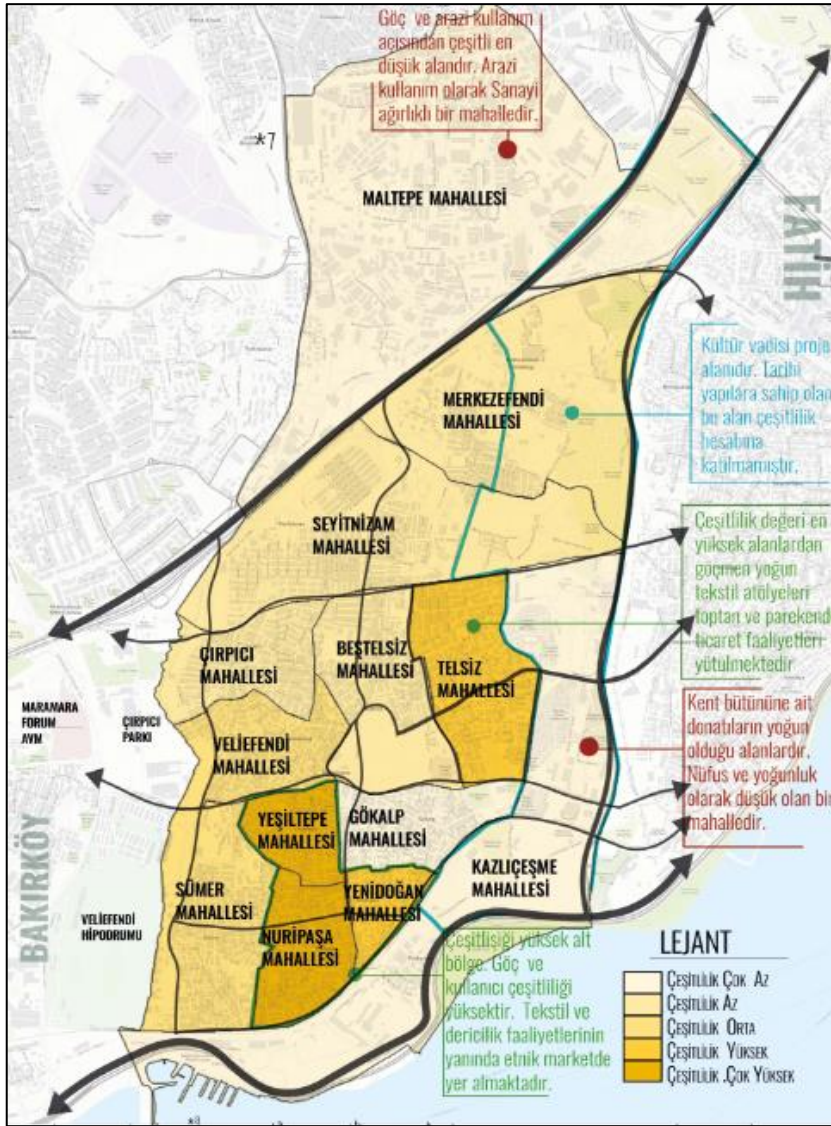 Göç ve arazi kullanım
açısından çeşitli en
düşük alandır. Arazi
kullanım olarak Sanayi
ağırlıklı bir mahalledir.
*7
MALTEPE MAHALLESİ
FATİH
Kültür vadisi proje
alanıdır. Tarihi
yapılara sahip olan
bu alan çeşitlilik
hesabına
katılmamıştır.
MERKEZEFENDİ
MAHALLESİ
SEYİTNİZAM
MAHALLESİ
Çeşitlilik değeri en
yüksek alanlardan
göçmen yoğun
tekstil atölyeleri
toptan ve parekende
ticaret faaliyetleri
yütülmektedir
ÇIRPICI
MAHALLESİ
BEŞTELSİZ
MAHALLESİ
TELSİZ
MAHALLESİ
MARAMARA
FORUM
AVM
ÇIRPICI
PARKI
VELİEFENDİ
MAHALLESİ
Kent bütününe ait
donatıların yoğun
olduğu alanlardır.
Nüfus ve yoğunluk
olarak düşük olan bir
mahalledir.
YEŞİLTEPE
MAHALLESİ
GÖKALP
MAHALLESİ
KAZLIÇEŞME
MAHALLESİ
SÜMER
MAHALLESİ
YENİDOĞAN
MAHALLESİ
BAKIRKÖY
VELİEFENDİ
HİPODRUMU
NURİPAŞA
MAHALLESİ
Çeşitlişiği yüksek alt
bölge. Göç ve
kullanıcı çeşitliliği
yüksektir. Tekstil ve
dericilik faaliyetlerinin
yanında etnik marketde
yer almaktadır.
LEJANT
Çeşitlilik Çok Az
Çeşitlilik Az
Çeşitlilik Orta
Çeşitlilik Yüksek
Çeşitlilik .Çok Yüksek